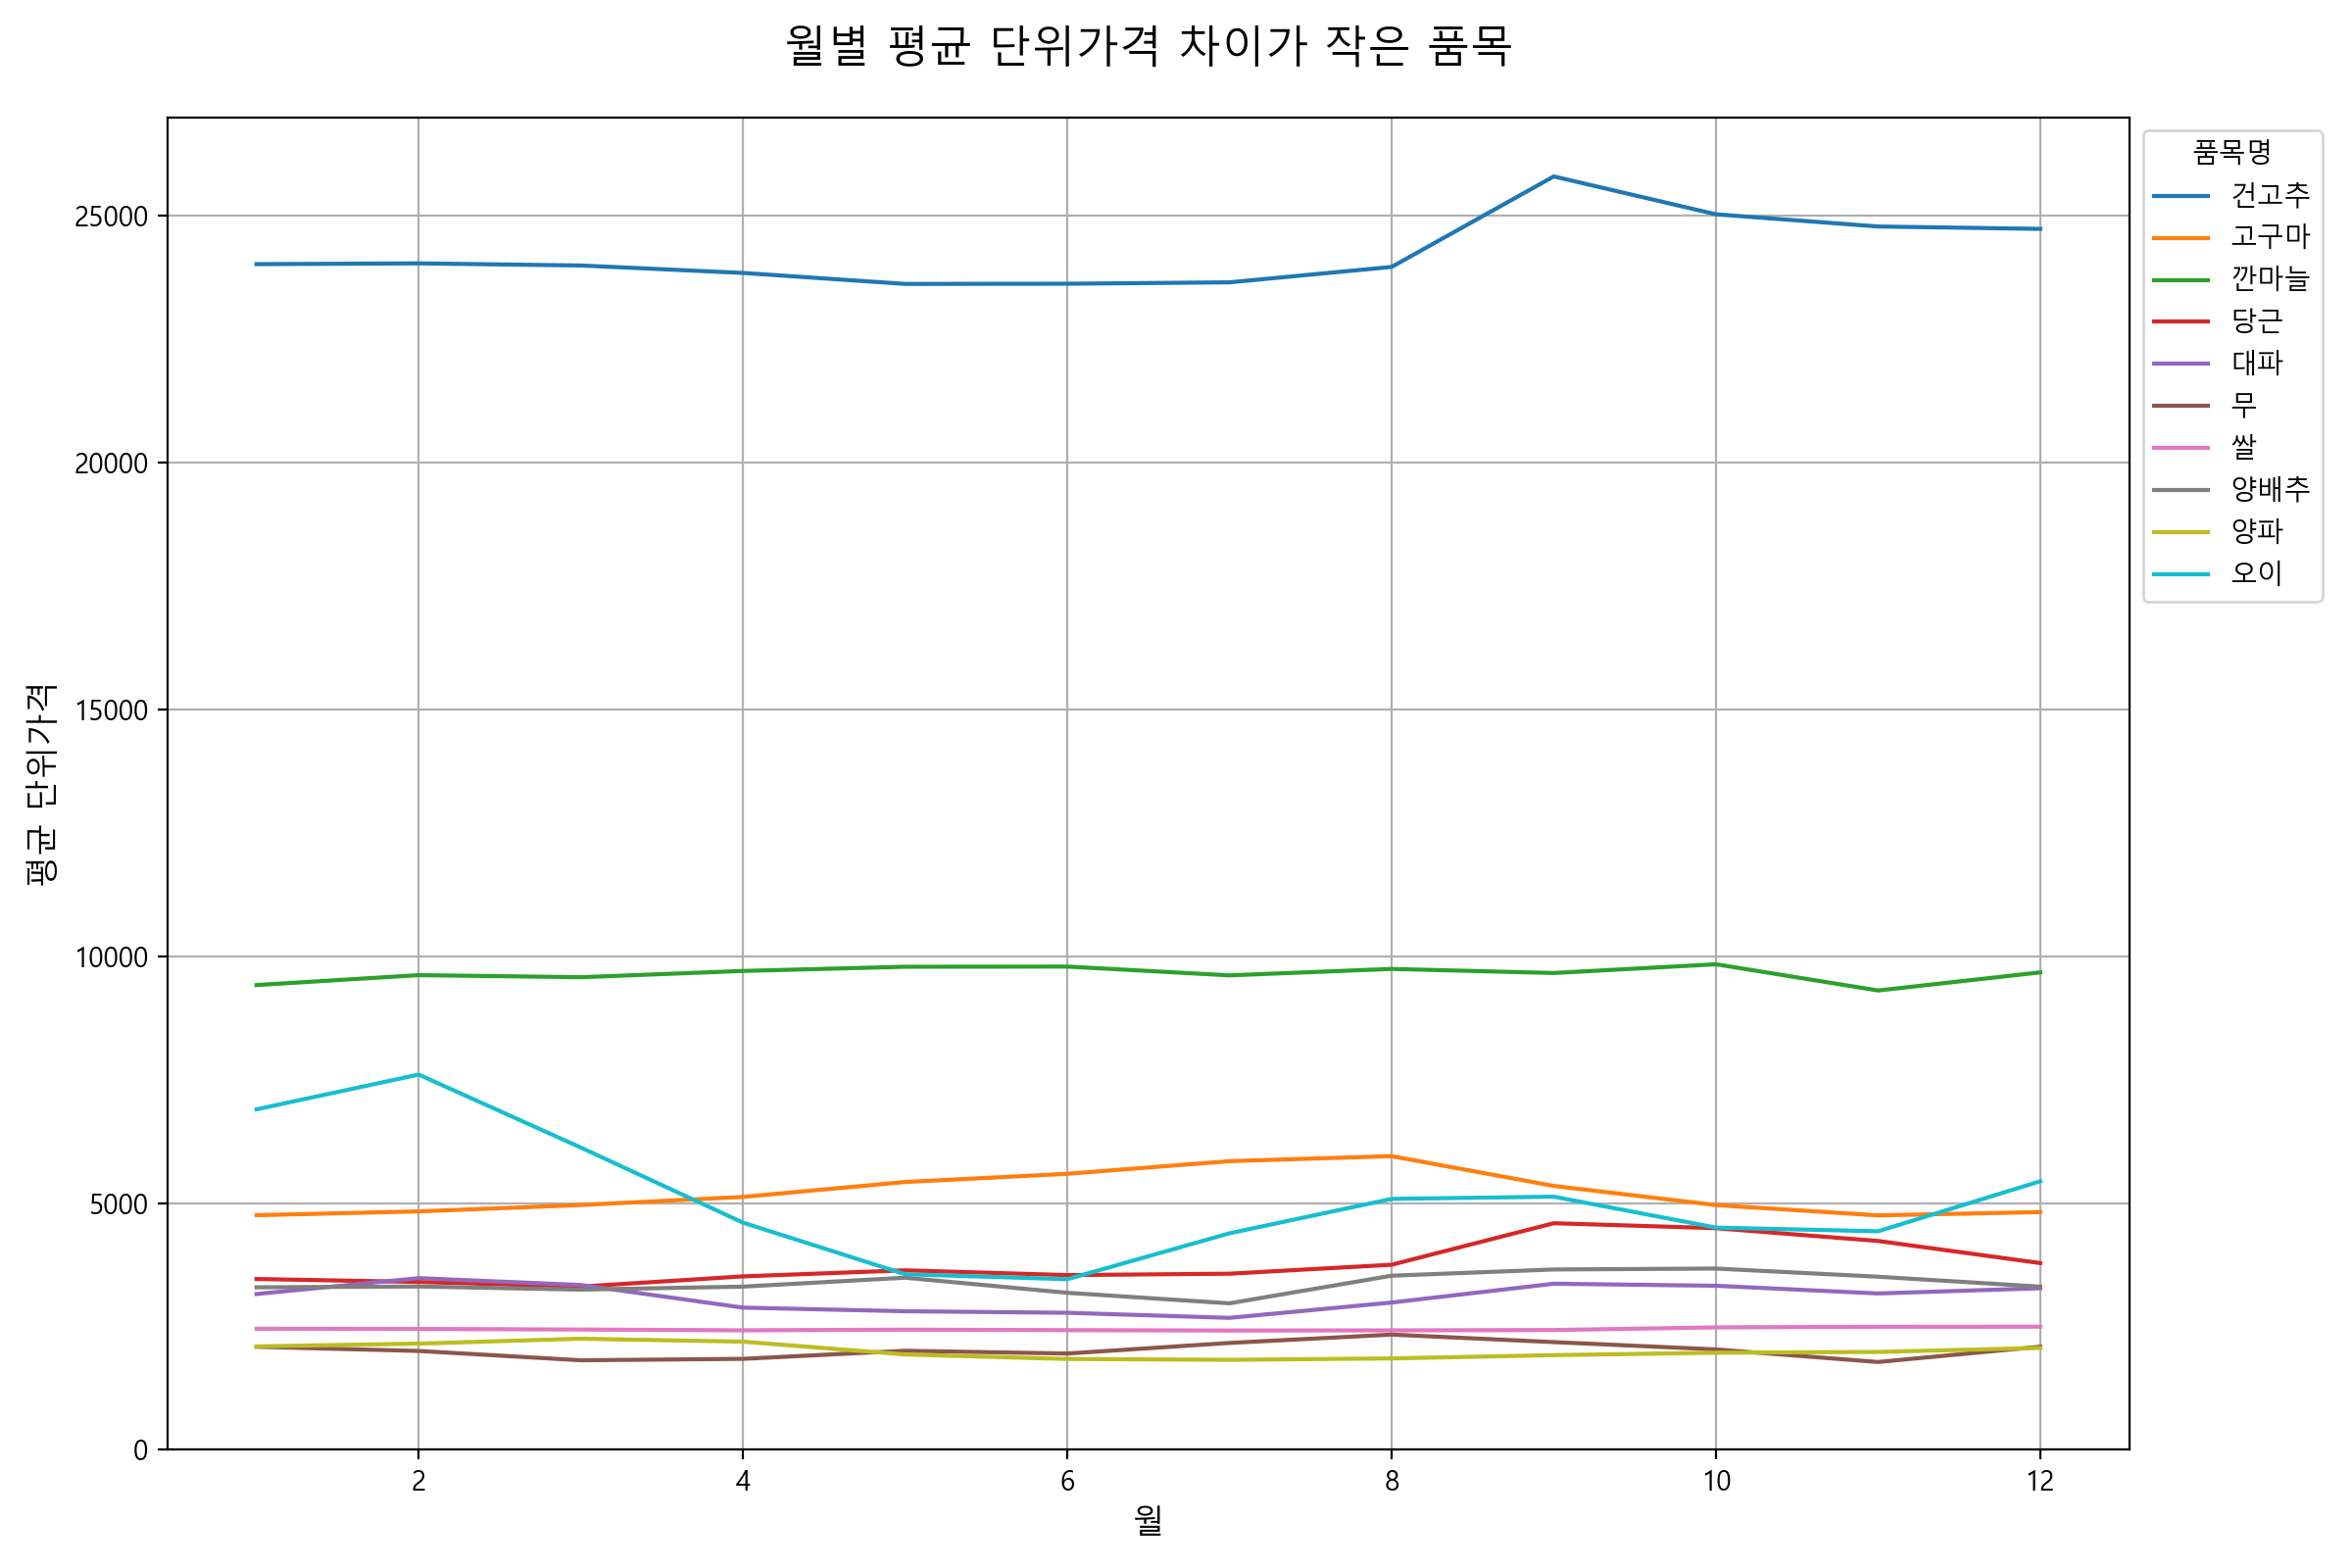 월별 평균 단위가격 차이가 작은 품목
품목명
건고추
고구마
깐마늘
당근
대파
무
쌀
양배추
양파
오이
평균 단위가격
25000
20000
15000
10000
5000
0
2 4 6 8 10 12
월